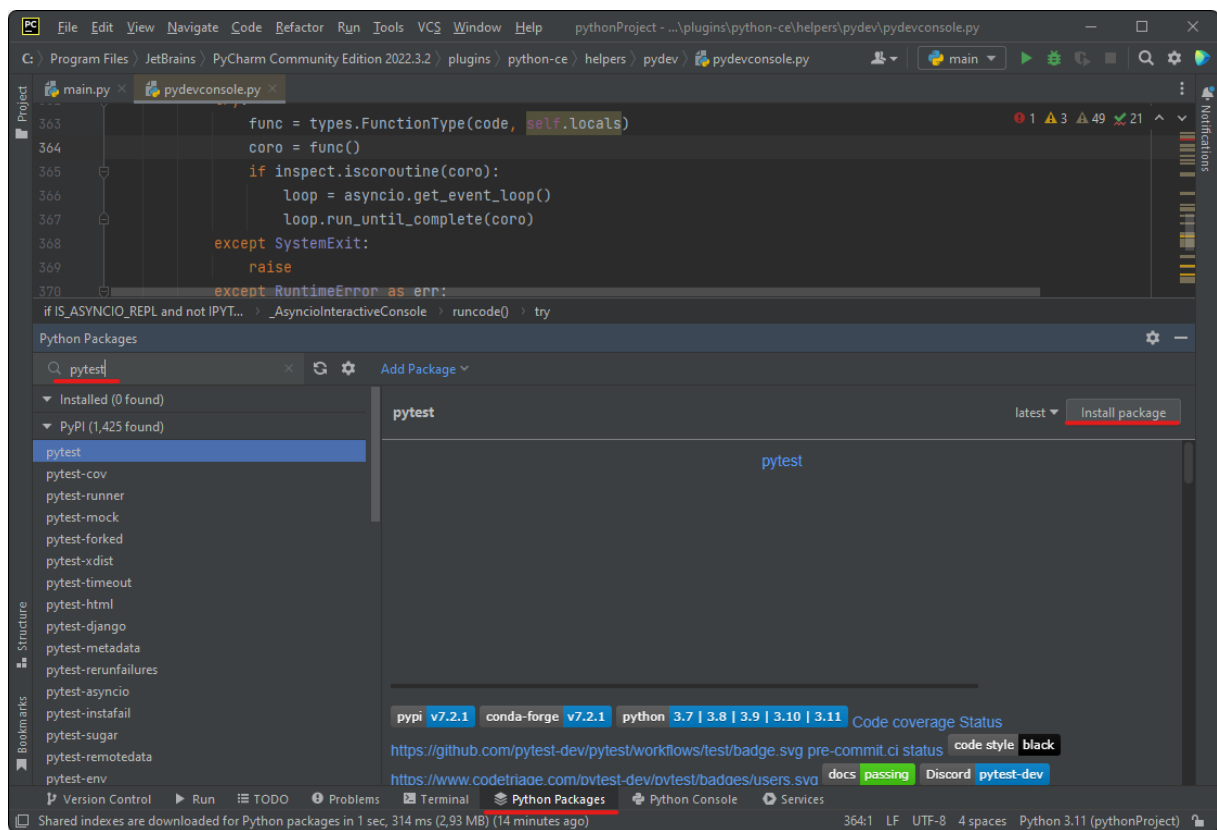 PC File Edit View Navigate Code Refactor Run Tools VCS Window Help pythonProject - ...\plugins\python-ce\helpers\pydev\pydevconsole.py
C: Program Files JetBrains PyCharm Community Edition 2022.3.2 plugins python-ce helpers pydev pydevconsole.py main
Project
main.py pydevconsole.py
Notifications
363 func = types.FunctionType(code, self.locals) 1 3 49 21
364 coro = func()
365 if inspect.iscoroutine(coro):
366 loop = asyncio.get_event_loop()
367 loop.run_until_complete(coro)
368 except SystemExit:
369 raise
370 except RuntimeError as err:
if IS_ASYNCIO_REPL and not IPYT... _AsyncioInteractiveConsole runcode() try
Python Packages
pytest Add Package
Installed (0 found)
pytest latest Install package
PyPI (1,425 found)
pytest
pytest
pytest-cov
pytest-runner
pytest-mock
pytest-forked
pytest-xdist
pytest-timeout
pytest-html
pytest-django
pytest-metadata
pytest-rerunfailures
pytest-asyncio
pytest-instafail
pytest-sugar
pytest-remotedata
pytest-env
Structure
Bookmarks
pypi v7.2.1 conda-forge v7.2.1 python 3.7 | 3.8 | 3.9 | 3.10 | 3.11 Code coverage Status
https://github.com/pytest-dev/pytest/workflows/test/badge.svg pre-commit.ci status code style black
https://www.codetriage.com/pytest-dev/pytest/badges/users.svg docs passing Discord pytest-dev
Version Control Run TODO Problems Terminal Python Packages Python Console Services
Shared indexes are downloaded for Python packages in 1 sec, 314 ms (2,93 MB) (14 minutes ago) 364:1 LF UTF-8 4 spaces Python 3.11 (pythonProject)